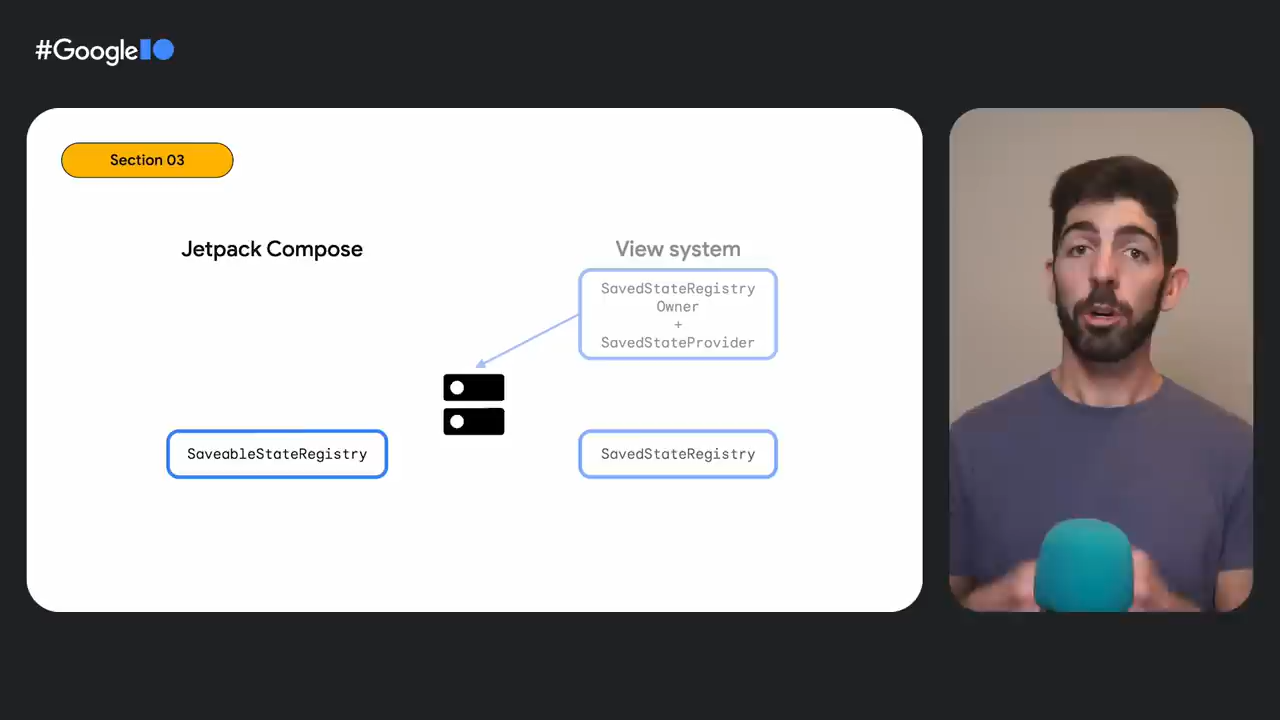 #GoogleIO
Section 03
Jetpack Compose
View system
SavedStateRegistry
Owner
+
SavedStateProvider
SaveableStateRegistry
SavedStateRegistry